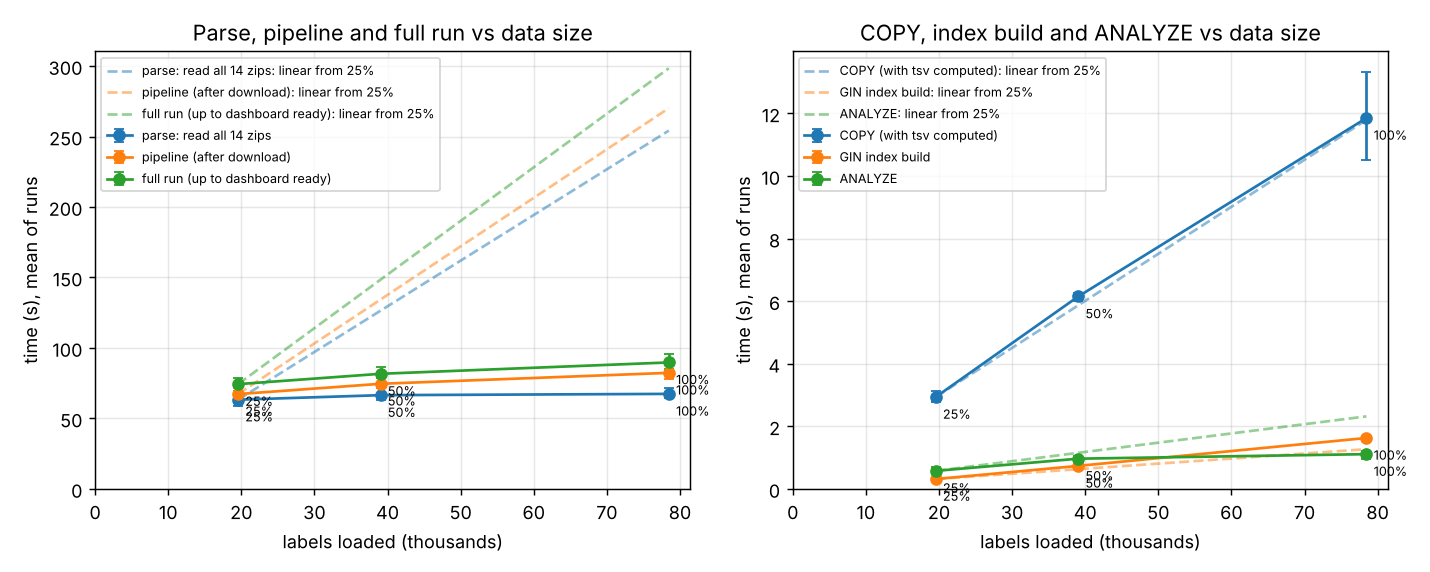 Parse, pipeline and full run vs data size
time (s), mean of runs
300
250
200
150
100
50
0
parse: read all 14 zips: linear from 25%
pipeline (after download): linear from 25%
full run (up to dashboard ready): linear from 25%
parse: read all 14 zips
pipeline (after download)
full run (up to dashboard ready)
25%
25%
25%
50%
50%
50%
100%
100%
100%
0 10 20 30 40 50 60 70 80
labels loaded (thousands)
COPY, index build and ANALYZE vs data size
time (s), mean of runs
12
10
8
6
4
2
0
COPY (with tsv computed): linear from 25%
GIN index build: linear from 25%
ANALYZE: linear from 25%
COPY (with tsv computed)
GIN index build
ANALYZE
100%
50%
25%
100%
100%
50%
50%
25%
25%
0 10 20 30 40 50 60 70 80
labels loaded (thousands)